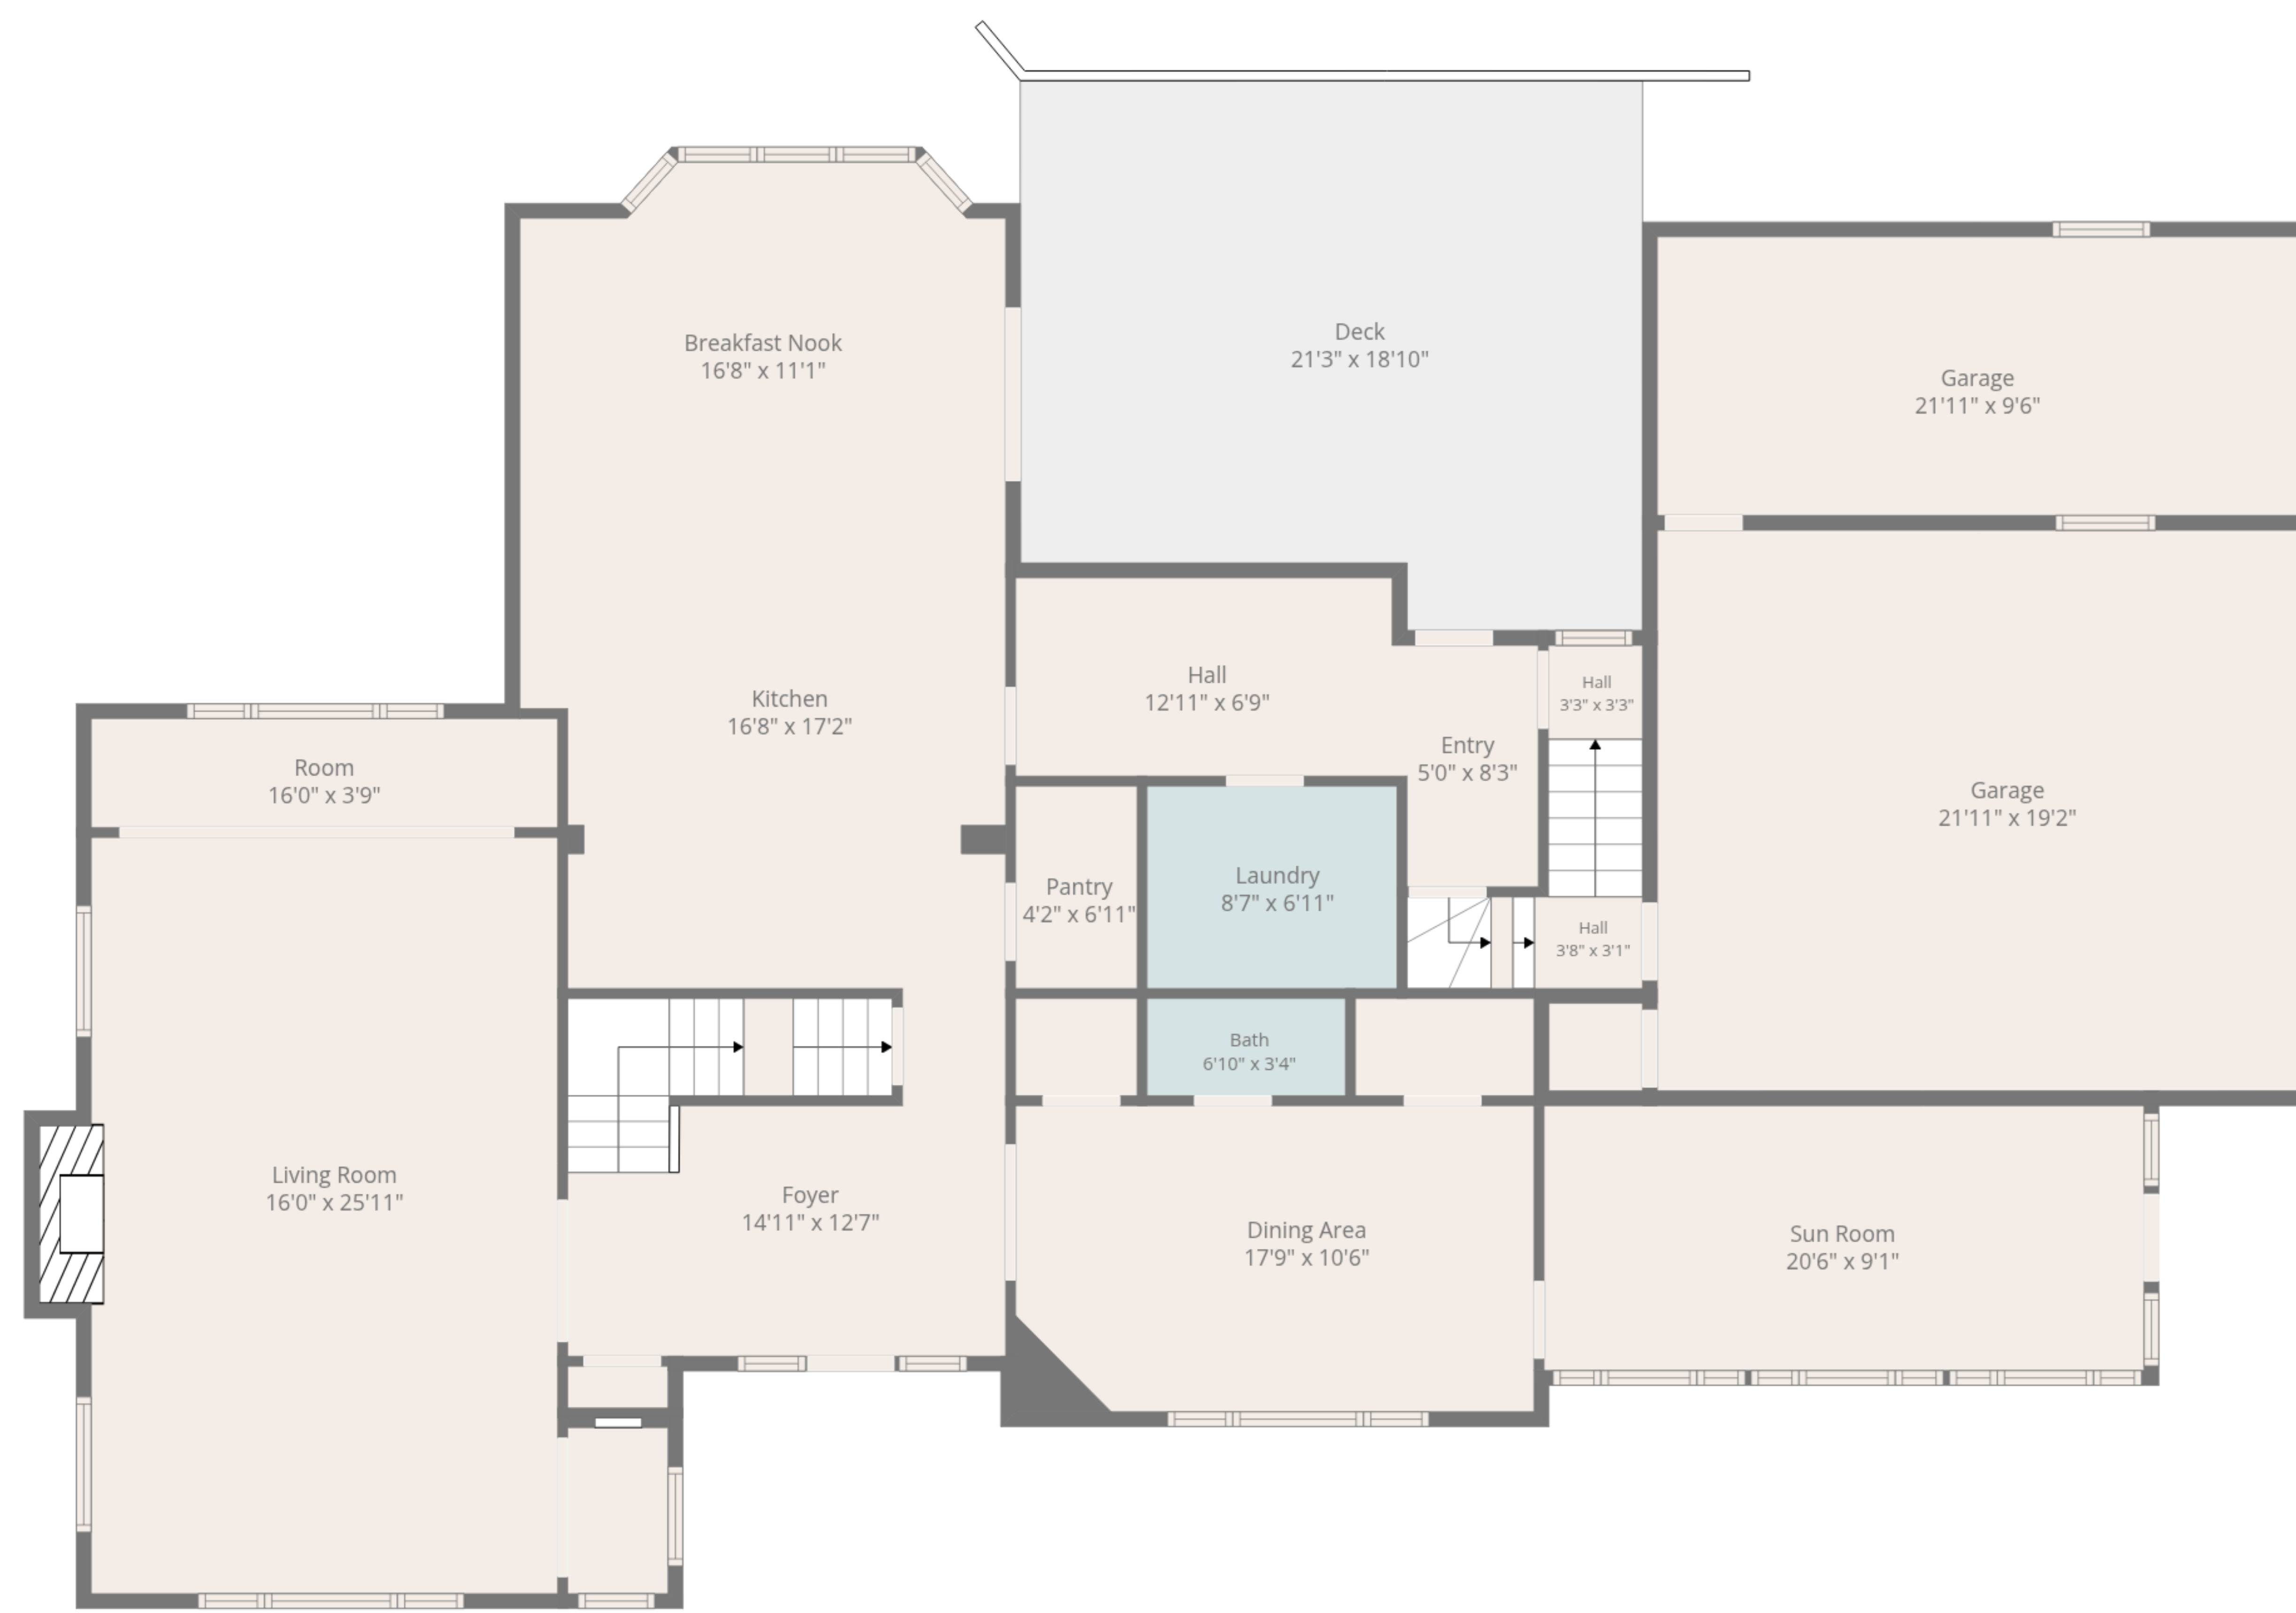 Breakfast Nook
16'8" x 11'1"
Deck
21'3" x 18'10"
Garage
21'11" x 9'6"
Kitchen
16'8" x 17'2"
Hall
12'11" x 6'9"
Hall
3'3" x 3'3"
Entry
5'0" x 8'3"
Room
16'0" x 3'9"
Garage
21'11" x 19'2"
Pantry
4'2" x 6'11"
Laundry
8'7" x 6'11"
Hall
3'8" x 3'1"
Bath
6'10" x 3'4"
Living Room
16'0" x 25'11"
Foyer
14'11" x 12'7"
Dining Area
17'9" x 10'6"
Sun Room
20'6" x 9'1"